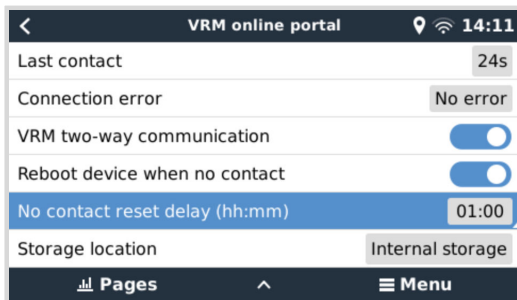 VRM online portal 14:11
Last contact 24s
Connection error No error
VRM two-way communication
Reboot device when no contact
No contact reset delay (hh:mm) 01:00
Storage location Internal storage
Pages Menu